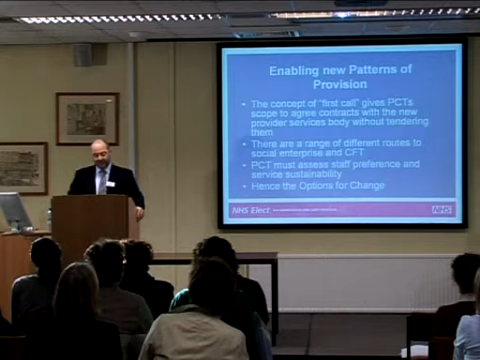 Enabling new Patterns of
Provision
• The concept of "first call" gives PCTs
scope to agree contracts with the new
provider services body without tendering
them
• There are a range of different routes to
social enterprise and CFT
• PCT must assess staff preference and
service sustainability
• Hence the Options for Change
NHS Elect
NHS